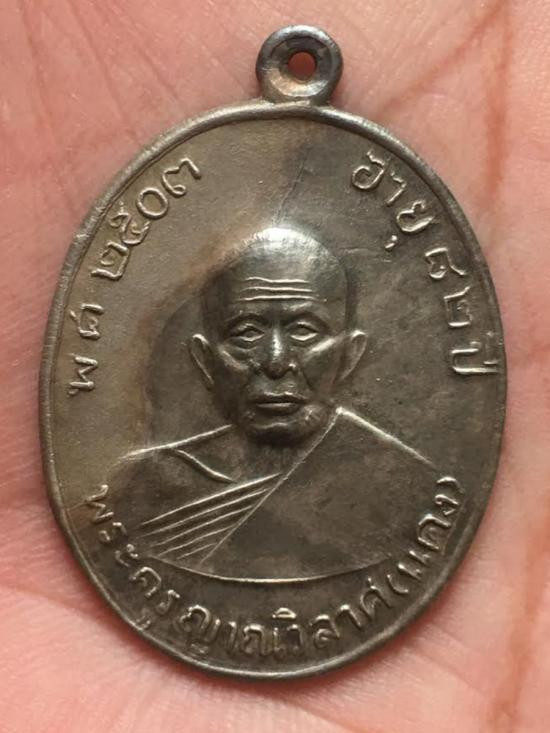 พ ศ ๒๕๐๓
อายุ ๘๒ ปี
พระครูญาณวิลาศ(แดง)